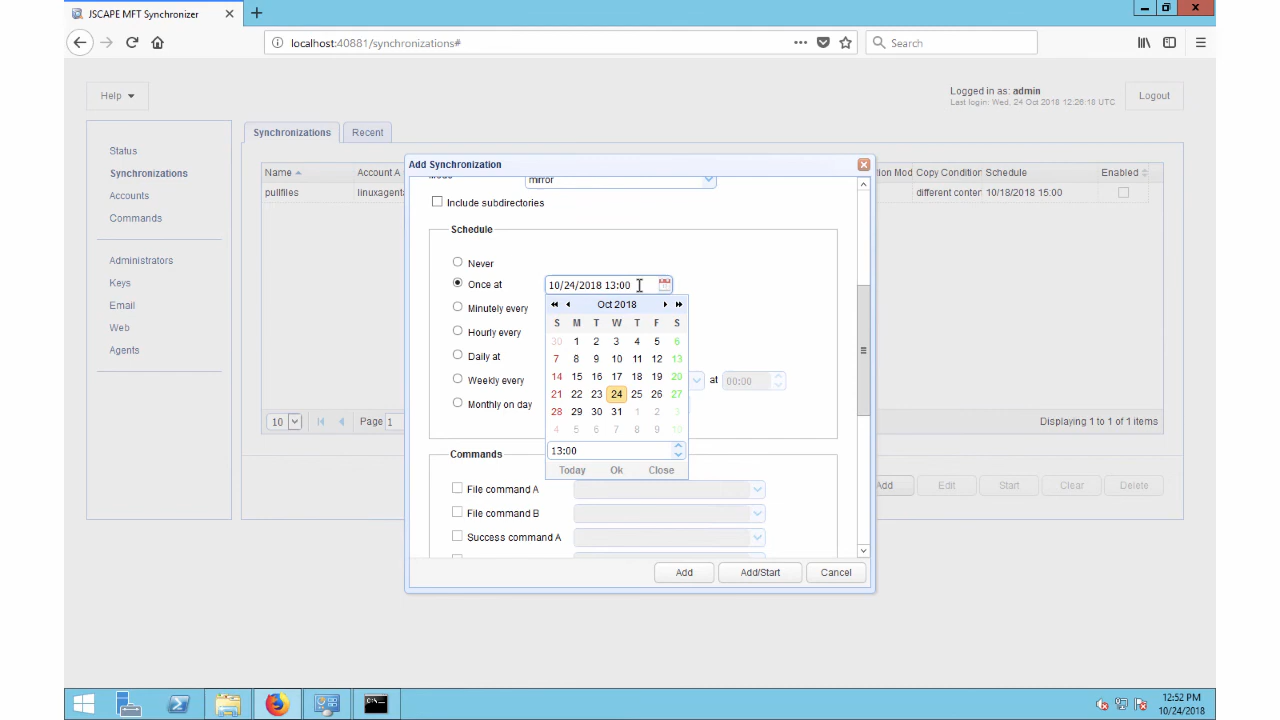 JSCAPE MFT Synchronizer
localhost:40881/synchronizations#
Search
Help
Logged in as: admin
Last login: Wed, 24 Oct 2018 12:26:18 UTC
Logout
Status
Synchronizations
Accounts
Commands
Administrators
Keys
Email
Web
Agents
Synchronizations Recent
Name Account A
pullfiles linuxagent
ion Mod Copy Condition Schedule Enabled
different conten 10/18/2018 15:00
10 Page 1
Displaying 1 to 1 of 1 items
Add Edit Start Clear Delete
Add Synchronization
mirror
Include subdirectories
Schedule
Never
Once at 10/24/2018 13:00
Minutely every
Hourly every
Daily at
Weekly every at 00:00
Monthly on day
Oct 2018
S M T W T F S
30 1 2 3 4 5 6
7 8 9 10 11 12 13
14 15 16 17 18 19 20
21 22 23 24 25 26 27
28 29 30 31 1 2 3
4 5 6 7 8 9 10
13:00
Today Ok Close
Commands
File command A
File command B
Success command A
Add Add/Start Cancel
12:52 PM
10/24/2018